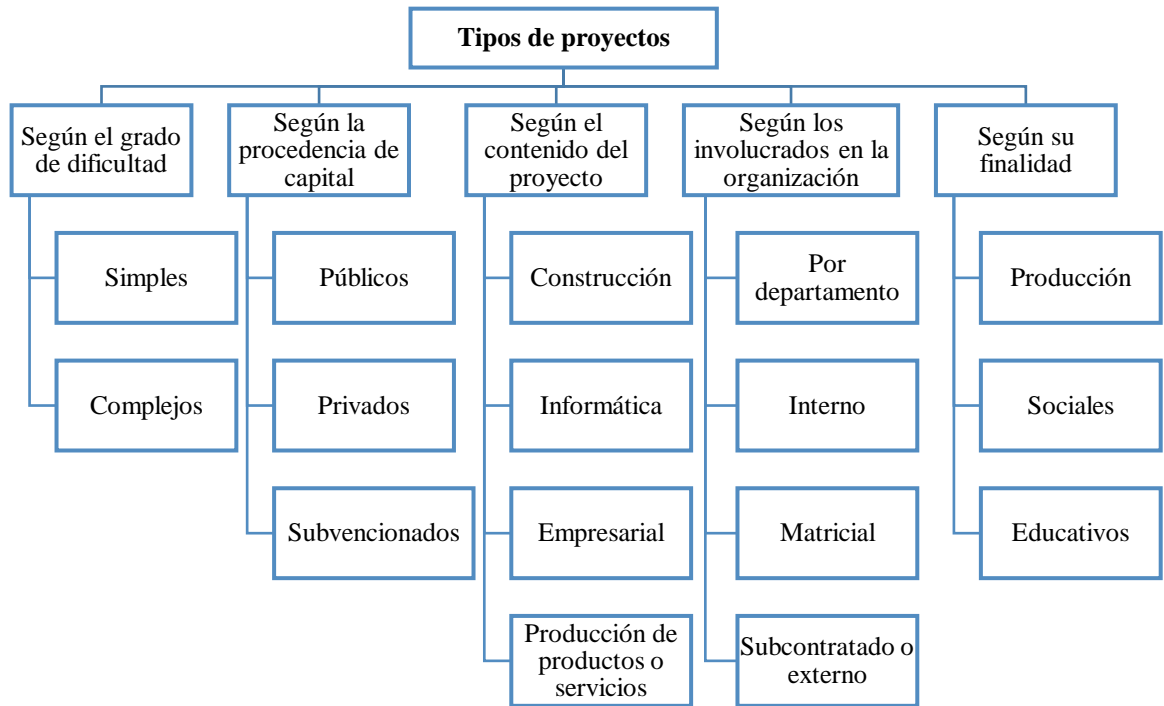 Tipos de proyectos
Según el grado
de dificultad
Simples
Complejos
Según la
procedencia de
capital
Públicos
Privados
Subvencionados
Según el
contenido del
proyecto
Construcción
Informática
Empresarial
Producción de
productos o
servicios
Según los
involucrados en la
organización
Por
departamento
Interno
Matricial
Subcontratado o
externo
Según su
finalidad
Producción
Sociales
Educativos